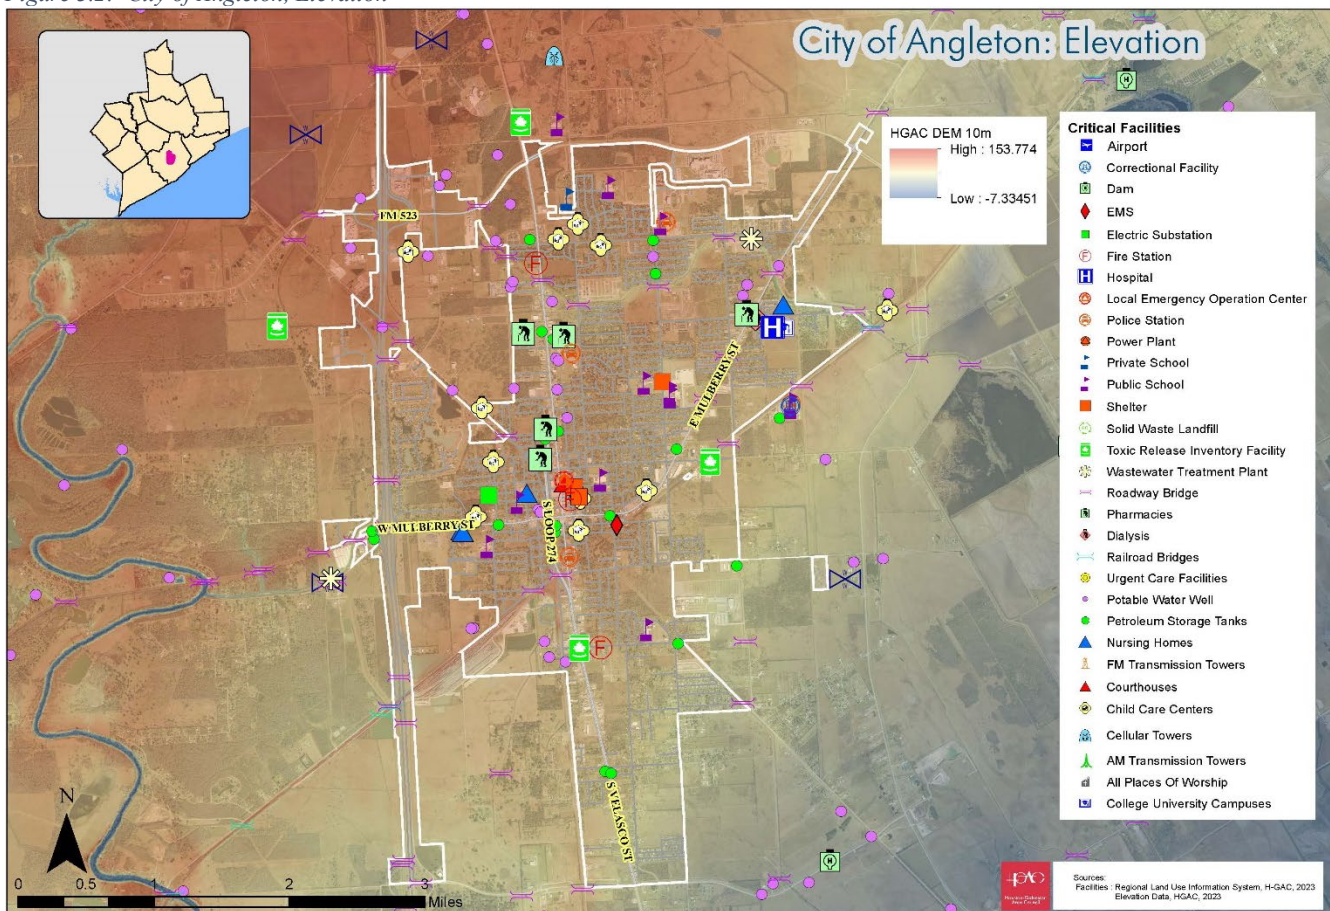 City of Angleton: Elevation
HGAC DEM 10m
High : 153.774
Low : -7.33451
Critical Facilities
Airport
Correctional Facility
Dam
EMS
Electric Substation
Fire Station
Hospital
Local Emergency Operation Center
Police Station
Power Plant
Private School
Public School
Shelter
Solid Waste Landfill
Toxic Release Inventory Facility
Wastewater Treatment Plant
Roadway Bridge
Pharmacies
Dialysis
Railroad Bridges
Urgent Care Facilities
Potable Water Well
Petroleum Storage Tanks
Nursing Homes
FM Transmission Towers
Courthouses
Child Care Centers
Cellular Towers
AM Transmission Towers
All Places Of Worship
College University Campuses
FM 523
E MULBERRY ST
W MULBERRY ST
S LOOP 274
S VELASCO ST
N
0 0.5 1 2 3
Miles
Sources:
Facilities : Regional Land Use Information System, H-GAC, 2023
Elevation Data, HGAC, 2023